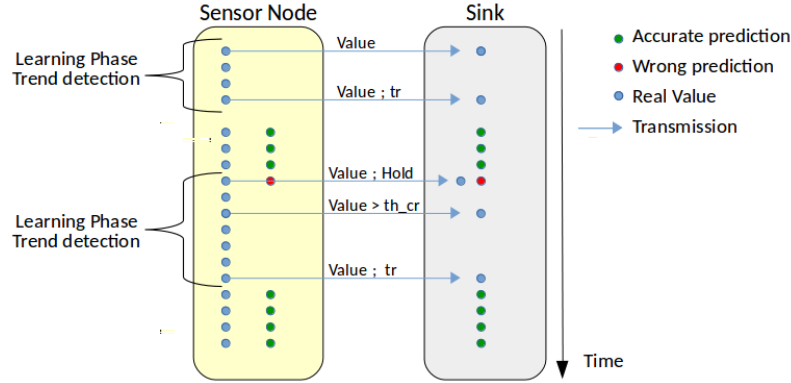 Sensor Node
Sink
Learning Phase
Trend detection
Value
Value ; tr
Value ; Hold
Value > th_cr
Learning Phase
Trend detection
Value ; tr
Accurate prediction
Wrong prediction
Real Value
Transmission
Time